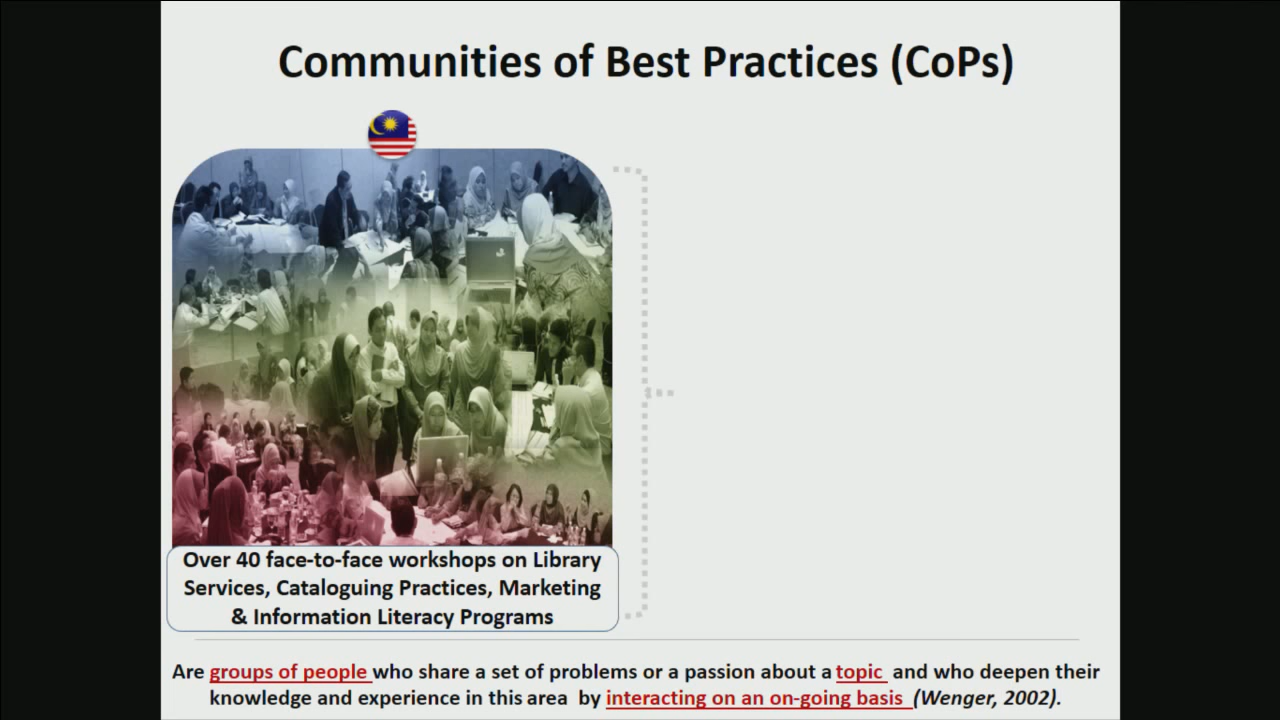 Communities of Best Practices (CoPs)
Over 40 face-to-face workshops on Library
Services, Cataloguing Practices, Marketing
& Information Literacy Programs
Are groups of people who share a set of problems or a passion about a topic and who deepen their
knowledge and experience in this area by interacting on an on-going basis (Wenger, 2002).